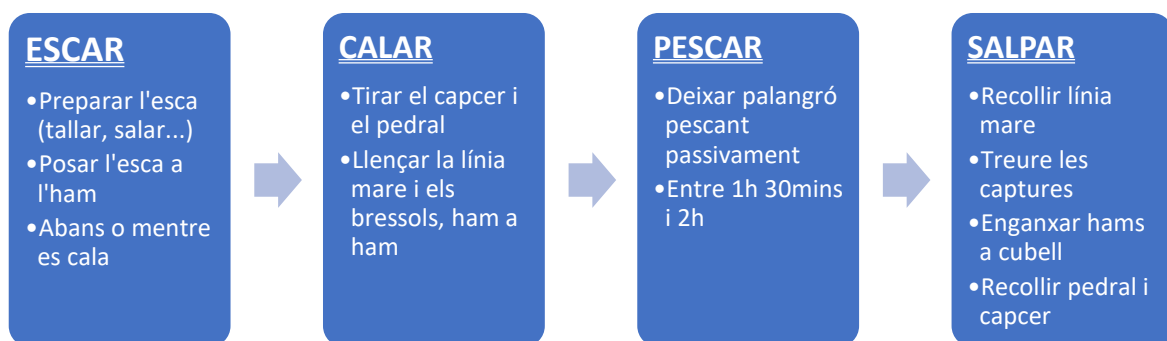 ESCAR
•Preparar l'esca
(tallar, salar...)
•Posar l'esca a
l'ham
•Abans o mentre
es cala
CALAR
•Tirar el capcer i
el pedral
•Llençar la línia
mare i els
bressols, ham a
ham
PESCAR
•Deixar palangró
pescant
passivament
•Entre 1h 30mins
i 2h
SALPAR
•Recollir línia
mare
•Treure les
captures
•Enganxar hams
a cubell
•Recollir pedral i
capcer